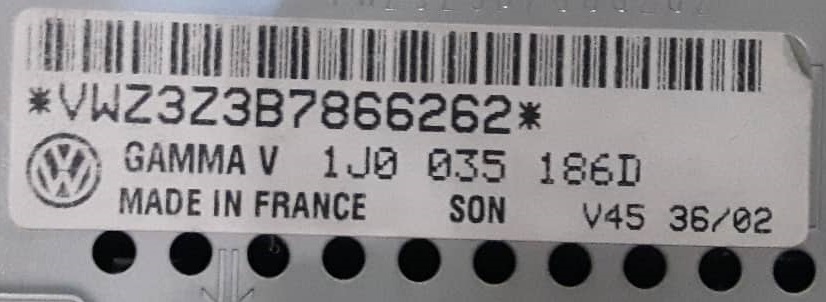 *VWZ3Z3B7866262*
GAMMA V 1J0 035 186D
MADE IN FRANCE SON V45 36/02